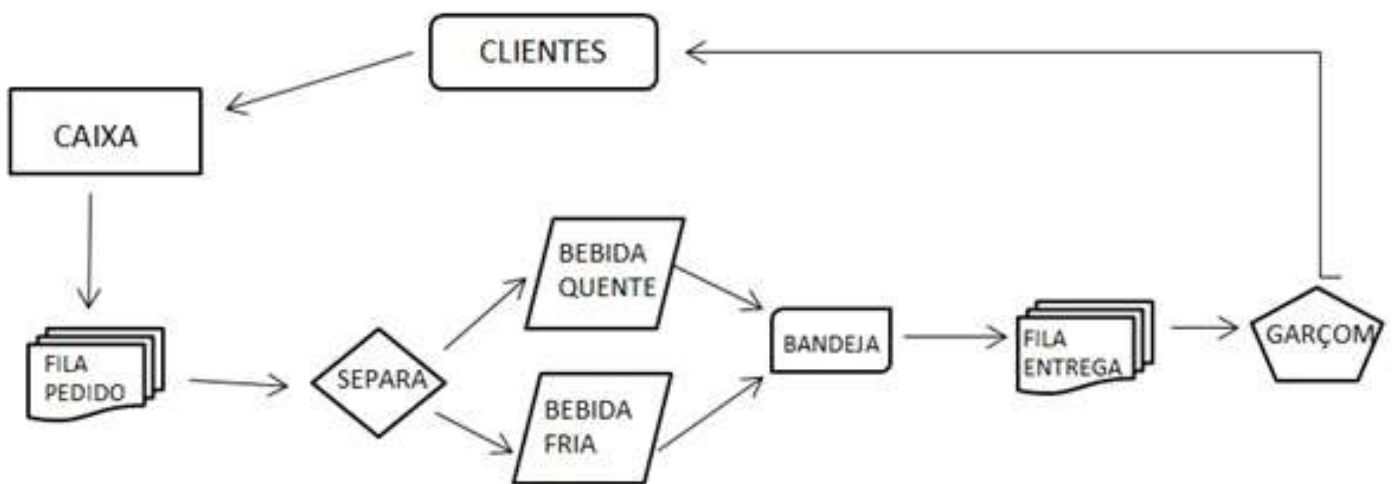 CLIENTES
CAIXA
FILA
PEDIDO
SEPARA
BEBIDA
QUENTE
BEBIDA
FRIA
BANDEJA
FILA
ENTREGA
GARÇOM